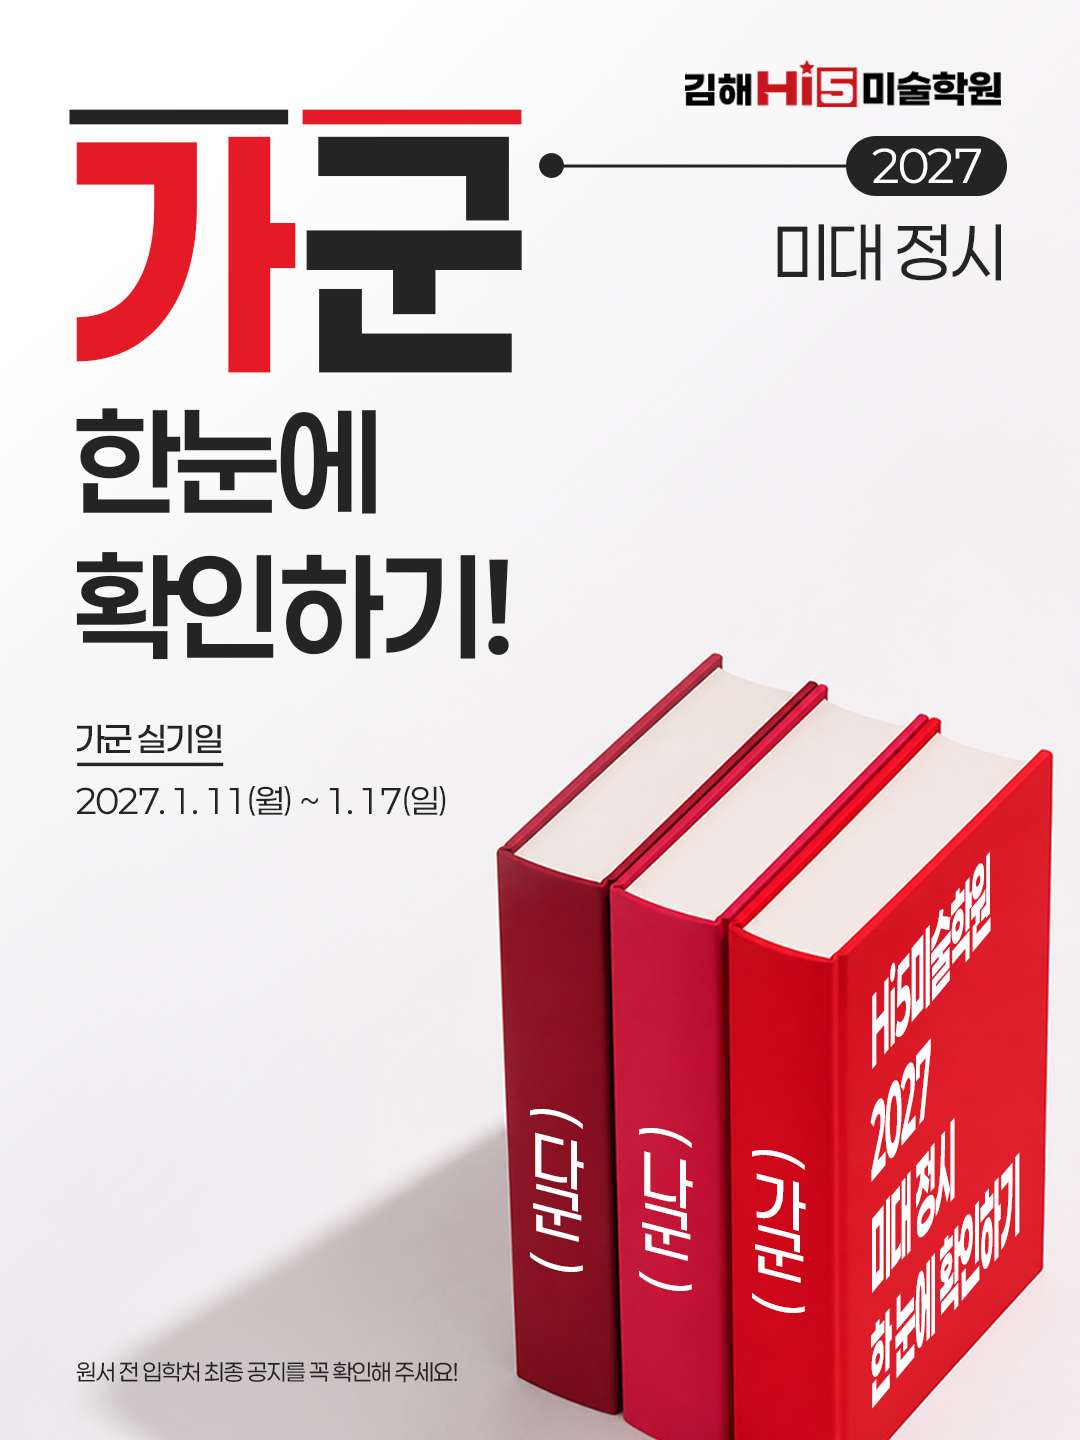 김해Hi5미술학원
2027
미대 정시
가군
한눈에
확인하기!
가군 실기일
2027. 1. 11(월) ~ 1. 17(일)
(다군(
(나군(
(가군(
Hi5미술학원
2027
미대 정시
한 눈에 확인하기
원서 전 입학처 최종 공지를 꼭 확인해 주세요!